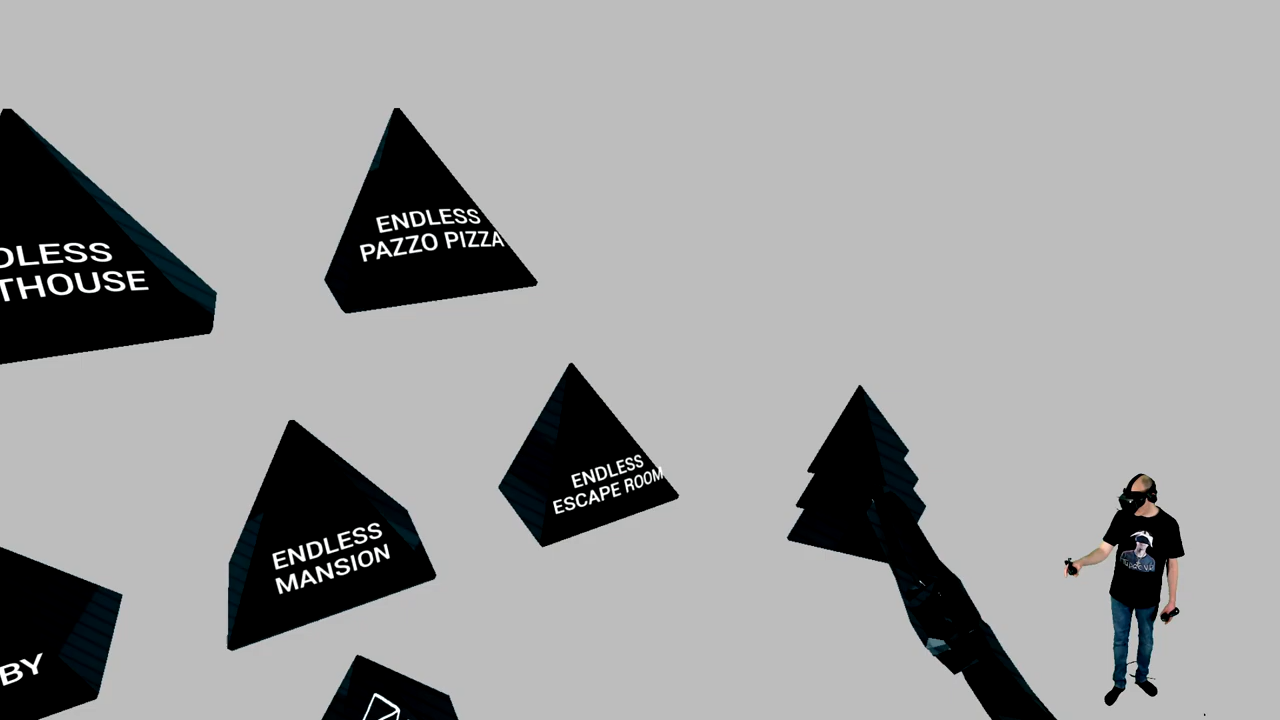 ENDLESS
PAZZO PIZZA
DLESS
THOUSE
ENDLESS
ESCAPE ROOM
ENDLESS
MANSION
BY